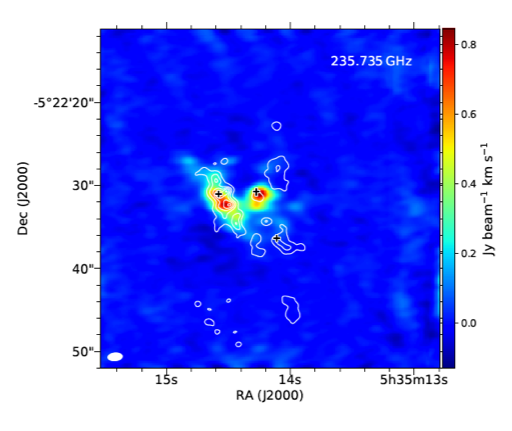 235.735 GHz
-5°22'20"
30"
40"
50"
Dec (J2000)
15s
14s
5h35m13s
RA (J2000)
0.8
0.6
0.4
0.2
0.0
Jy beam⁻¹ km s⁻¹